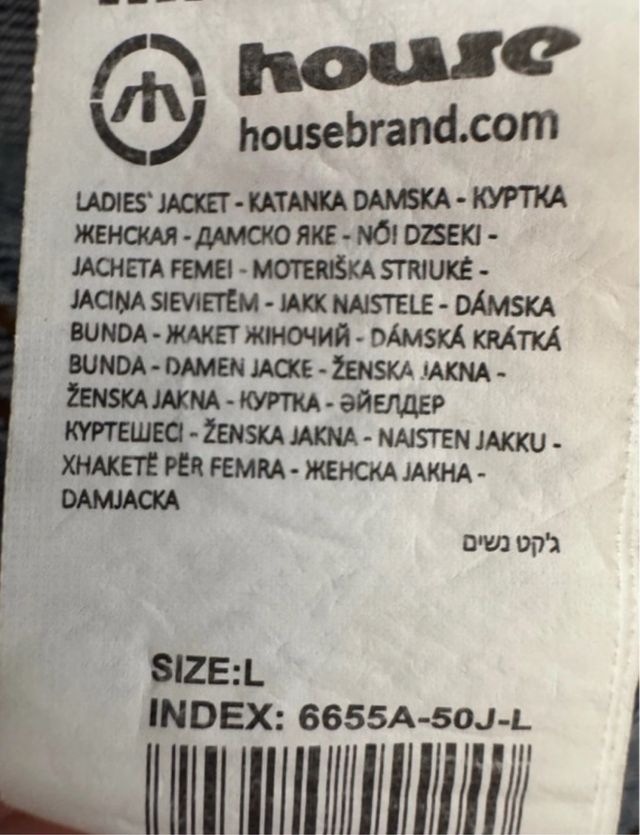 house
housebrand.com
LADIES` JACKET - KATANKA DAMSKA - КУРТКА
ЖЕНСКАЯ - ДАМСКО ЯКЕ - NŐI DZSEKI -
JACHETA FEMEI - MOTERIŠKA STRIUKĖ -
JACIŅA SIEVIETĒM - JAKK NAISTELE - DÁMSKA
BUNDA - ЖАКЕТ ЖІНОЧИЙ - DÁMSKÁ KRÁTKÁ
BUNDA - DAMEN JACKE - ŽENSKA JAKNA -
ŽENSKA JAKNA - КУРТКА - ӘЙЕЛДЕР
КУРТЕШЕСІ - ŽENSKA JAKNA - NAISTEN JAKKU -
XHAKETË PËR FEMRA - ЖЕНСКА ЈАКНА -
DAMJACKA
ג'קט נשים
SIZE:L
INDEX: 6655A-50J-L